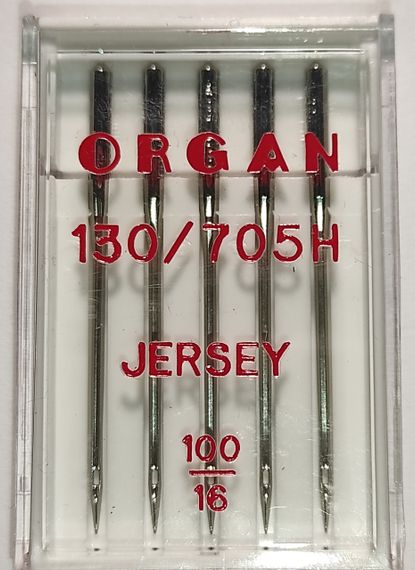 ORGAN
130/705H
JERSEY
100
16